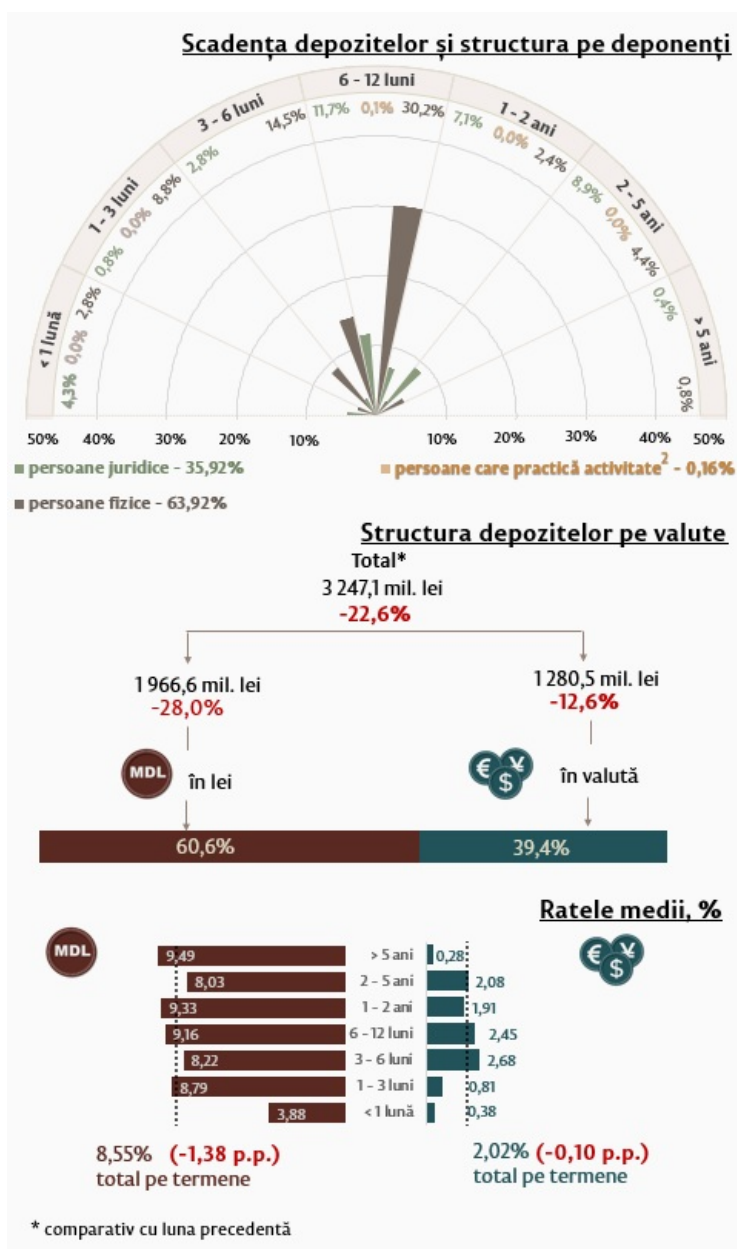 Scadența depozitelor și structura pe deponenți
< 1 lună
1 - 3 luni
3 - 6 luni
6 - 12 luni
1 - 2 ani
2 - 5 ani
> 5 ani
4,3% 0,0% 2,8%
0,8% 0,0% 8,8%
2,8% 14,5%
11,7% 0,1% 30,2%
7,1% 0,0% 2,4%
8,9% 0,0% 4,4%
0,4% 0,8%
50% 40% 30% 20% 10% 10% 20% 30% 40% 50%
persoane juridice - 35,92%
persoane care practică activitate2 - 0,16%
persoane fizice - 63,92%
Structura depozitelor pe valute
Total*
3 247,1 mil. lei
-22,6%
1 966,6 mil. lei
-28,0%
1 280,5 mil. lei
-12,6%
MDL
în lei
€ ¥ $
în valută
60,6% 39,4%
Ratele medii, %
MDL
€ ¥ $
9,49 > 5 ani 0,28
8,03 2 - 5 ani 2,08
9,33 1 - 2 ani 1,91
9,16 6 - 12 luni 2,45
8,22 3 - 6 luni 2,68
8,79 1 - 3 luni 0,81
3,88 < 1 lună 0,38
8,55% (-1,38 p.p.)
total pe termene
2,02% (-0,10 p.p.)
total pe termene
* comparativ cu luna precedentă